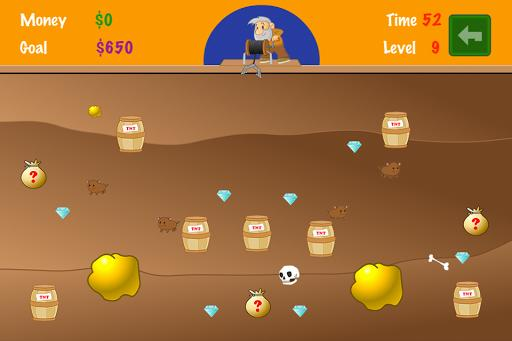 Money $0
Goal $650
Time 52
Level 9
TNT
TNT
?
?
TNT
TNT
TNT
TNT
?
TNT